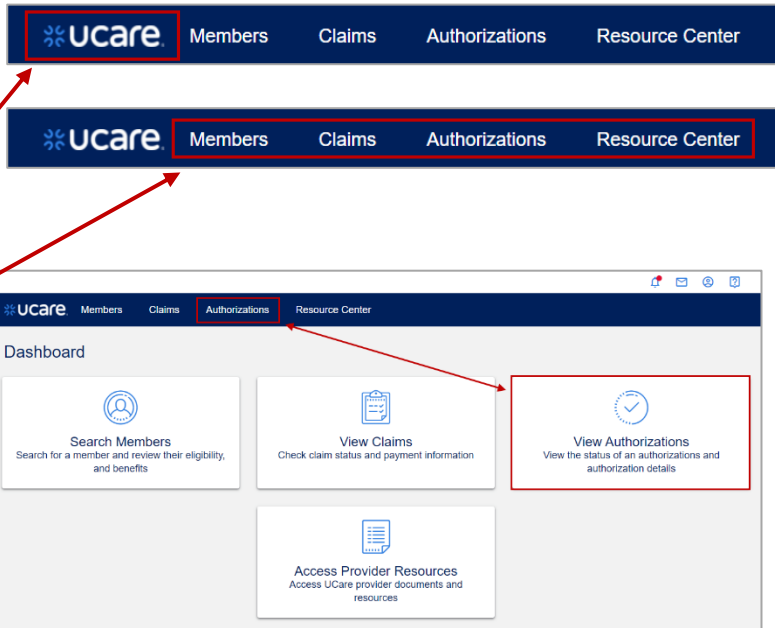 ucare. Members Claims Authorizations Resource Center
ucare. Members Claims Authorizations Resource Center
ucare. Members Claims Authorizations Resource Center
Dashboard
Search Members
Search for a member and review their eligibility,
and benefits
View Claims
Check claim status and payment information
View Authorizations
View the status of an authorizations and
authorization details
Access Provider Resources
Access UCare provider documents and
resources